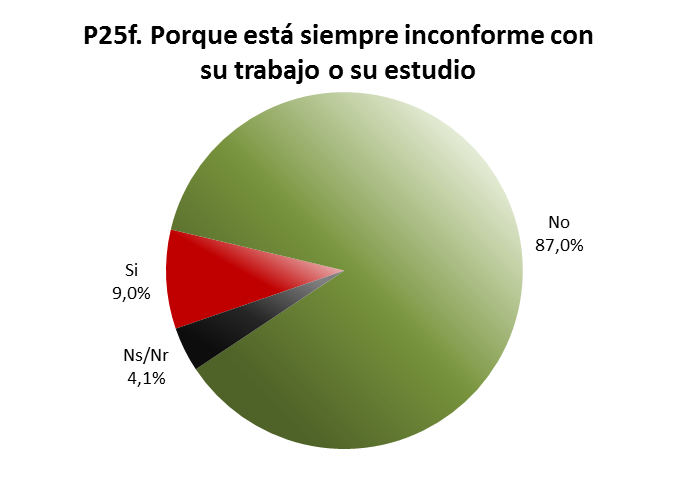 P25f. Porque está siempre inconforme con
su trabajo o su estudio
No
87,0%
Si
9,0%
Ns/Nr
4,1%